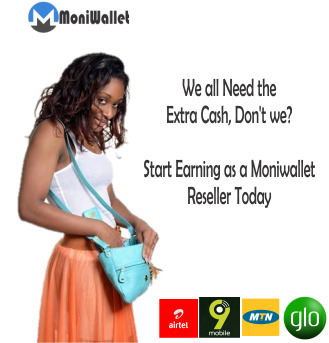 MoniWallet
We all Need the
Extra Cash, Don't we?
Start Earning as a Moniwallet
Reseller Today
airtel
9
mobile
MTN
glo